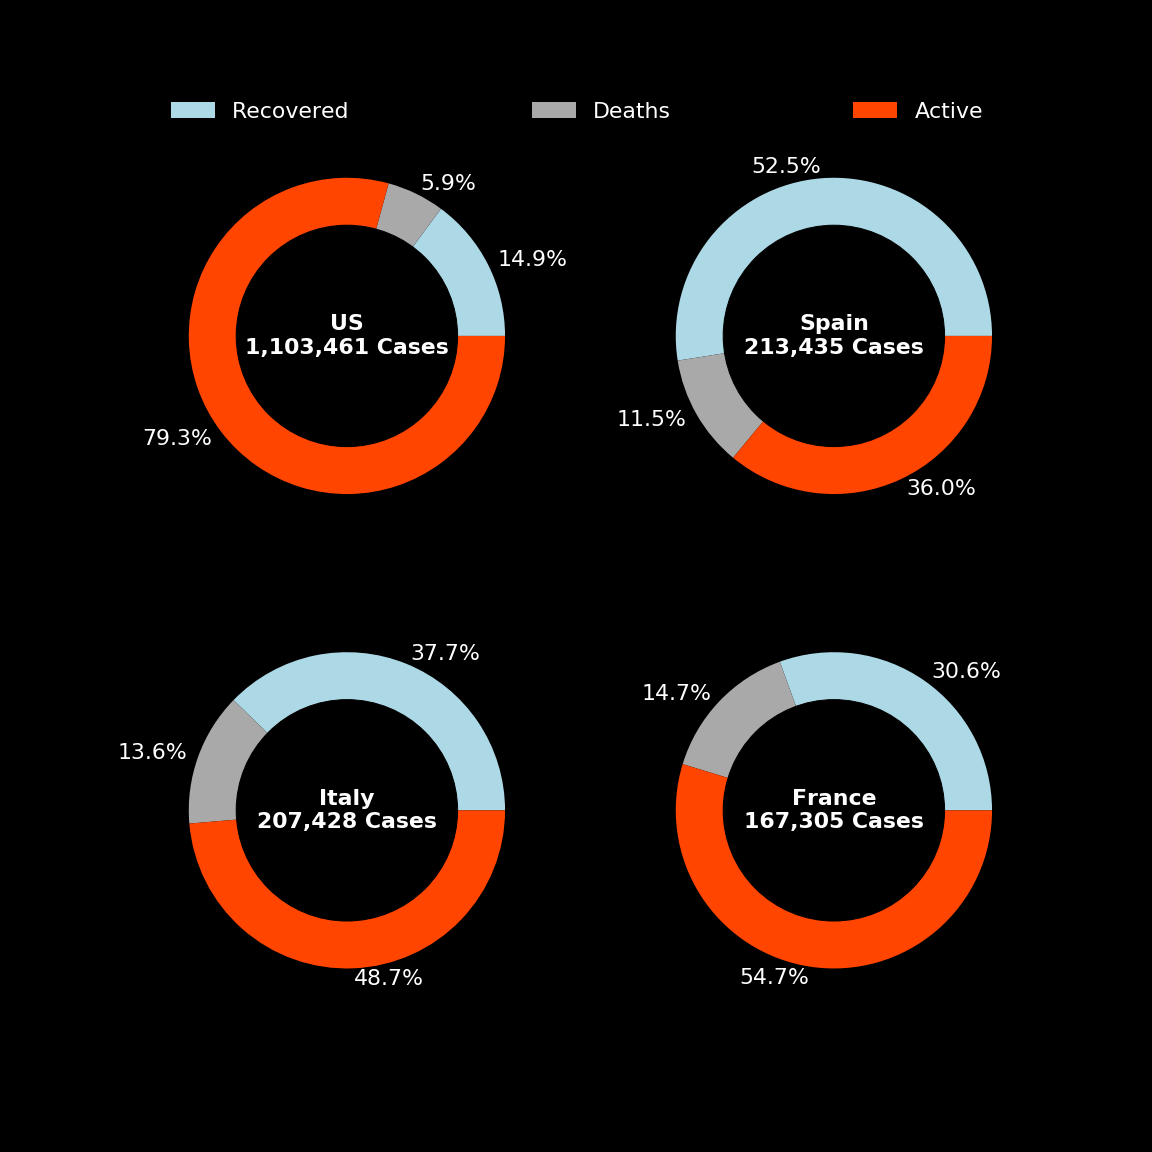 Recovered
Deaths
Active
5.9%
14.9%
US
1,103,461 Cases
79.3%
52.5%
Spain
213,435 Cases
11.5%
36.0%
37.7%
13.6%
Italy
207,428 Cases
48.7%
30.6%
14.7%
France
167,305 Cases
54.7%